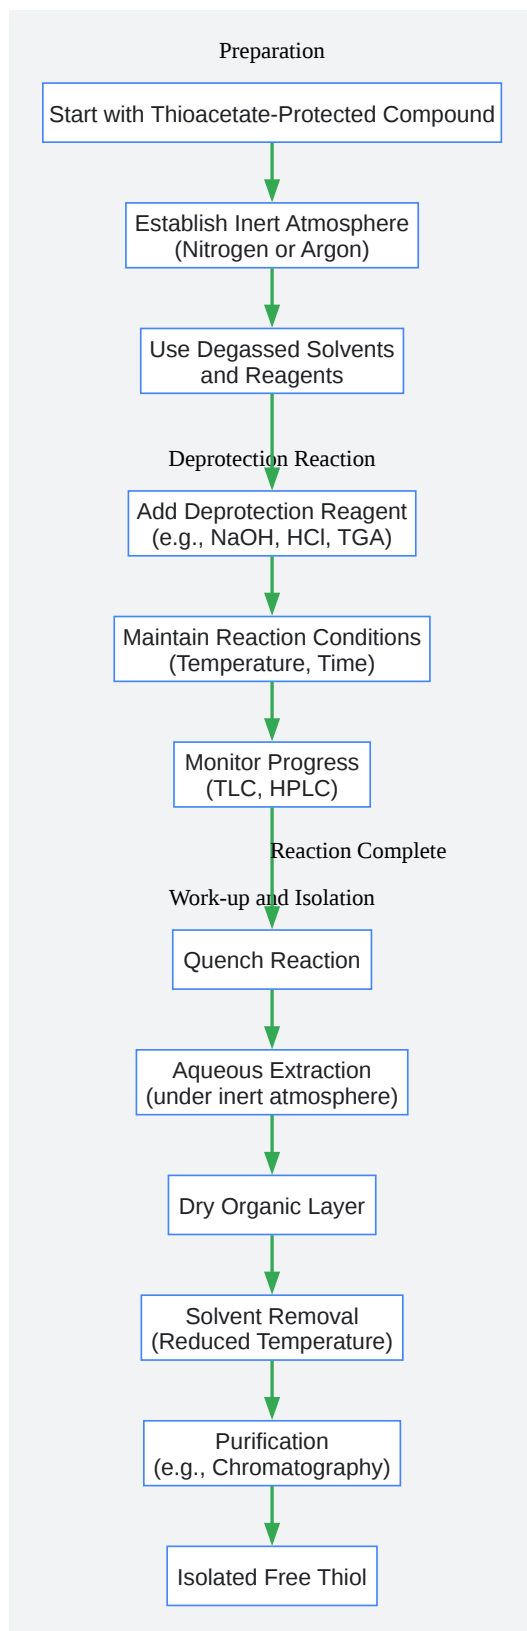 Preparation
Start with Thioacetate-Protected Compound
Establish Inert Atmosphere
(Nitrogen or Argon)
Use Degassed Solvents
and Reagents
Deprotection Reaction
Add Deprotection Reagent
(e.g., NaOH, HCl, TGA)
Maintain Reaction Conditions
(Temperature, Time)
Monitor Progress
(TLC, HPLC)
Reaction Complete
Work-up and Isolation
Quench Reaction
Aqueous Extraction
(under inert atmosphere)
Dry Organic Layer
Solvent Removal
(Reduced Temperature)
Purification
(e.g., Chromatography)
Isolated Free Thiol